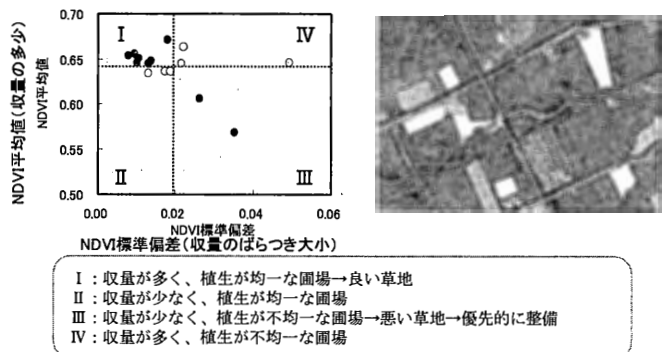 NDVI平均値(収量の多少)
NDVI平均値
0.70
0.65
0.60
0.55
0.50
Ⅰ
Ⅳ
Ⅱ
Ⅲ
0.00
0.02
0.04
0.06
NDVI標準偏差
NDVI標準偏差(収量のばらつき大小)
Ⅰ：収量が多く、植生が均一な圃場→良い草地
Ⅱ：収量が少なく、植生が均一な圃場
Ⅲ：収量が少なく、植生が不均一な圃場→悪い草地→優先的に整備
Ⅳ：収量が多く、植生が不均一な圃場